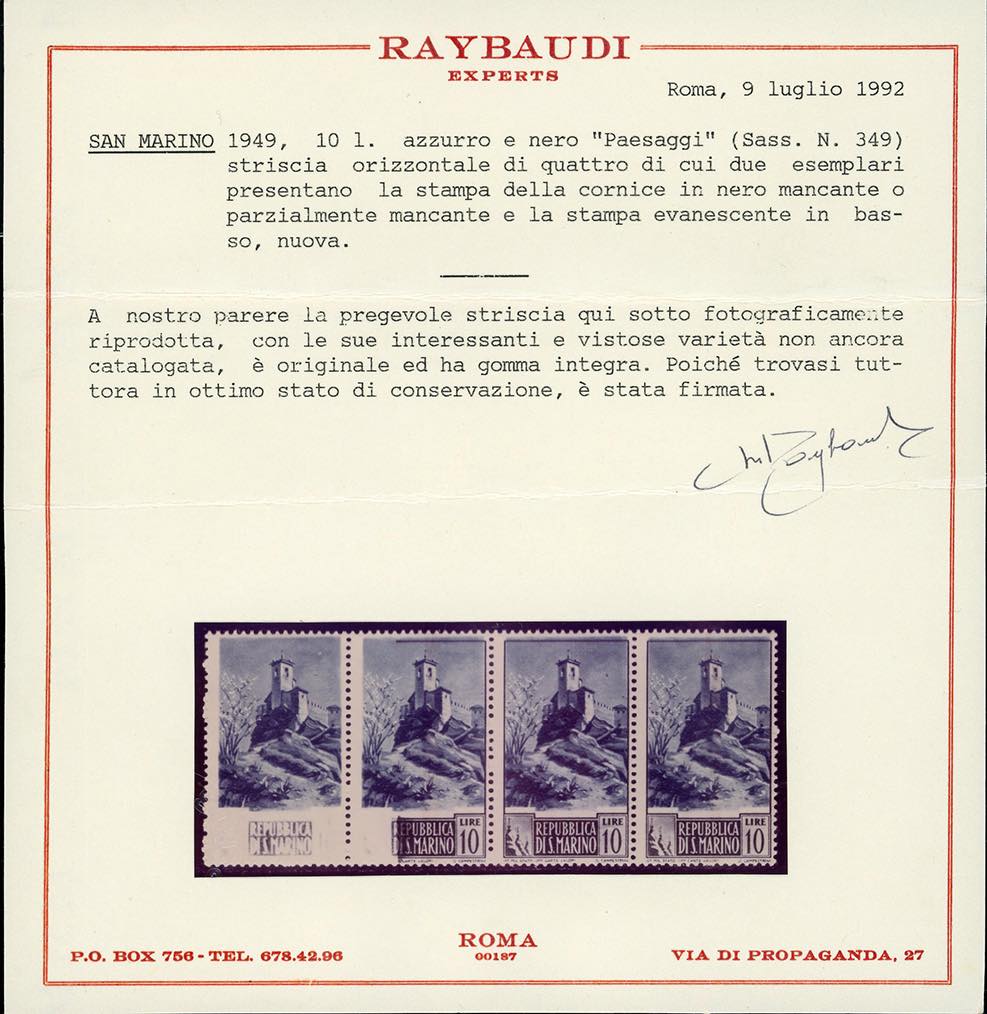 RAYBAUDI
EXPERTS
Roma, 9 luglio 1992
SAN MARINO 1949, 10 l. azzurro e nero "Paesaggi" (Sass. N. 349)
striscia orizzontale di quattro di cui due esemplari
presentano la stampa della cornice in nero mancante o
parzialmente mancante e la stampa evanescente in bas-
so, nuova.
A nostro parere la pregevole striscia qui sotto fotograficamente
riprodotta, con le sue interessanti e vistose varietà non ancora
catalogata, è originale ed ha gomma integra. Poiché trovasi tut-
tora in ottimo stato di conservazione, è stata firmata.
REPUBBLICA
DI S. MARINO
REPUBBLICA
DI S. MARINO
LIRE
10
REPUBBLICA
DI S. MARINO
LIRE
10
REPUBBLICA
DI S. MARINO
LIRE
10
ROMA
00187
P.O. BOX 756 - TEL. 678.42.96
VIA DI PROPAGANDA, 27